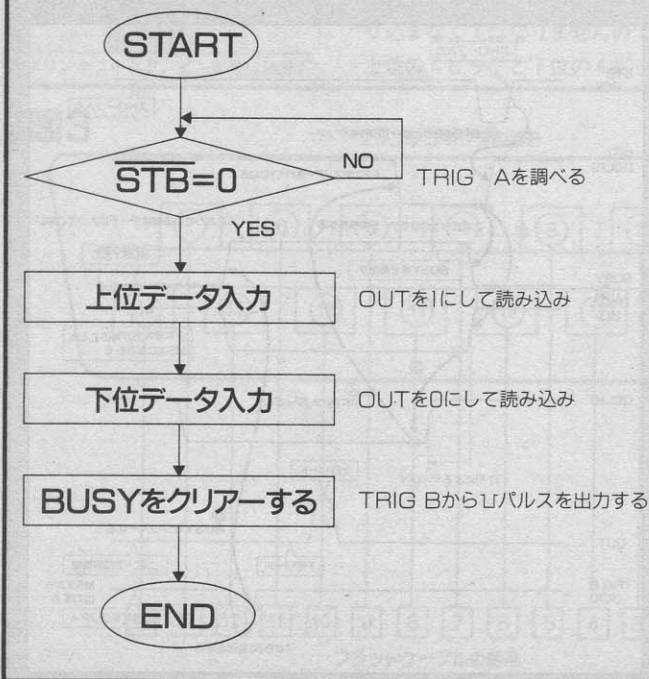 START
S̅T̅B̅=0
NO
TRIG Aを調べる
YES
上位データ入力
OUTを1にして読み込み
下位データ入力
OUTを0にして読み込み
BUSYをクリアーする
TRIG Bからパルスを出力する
END